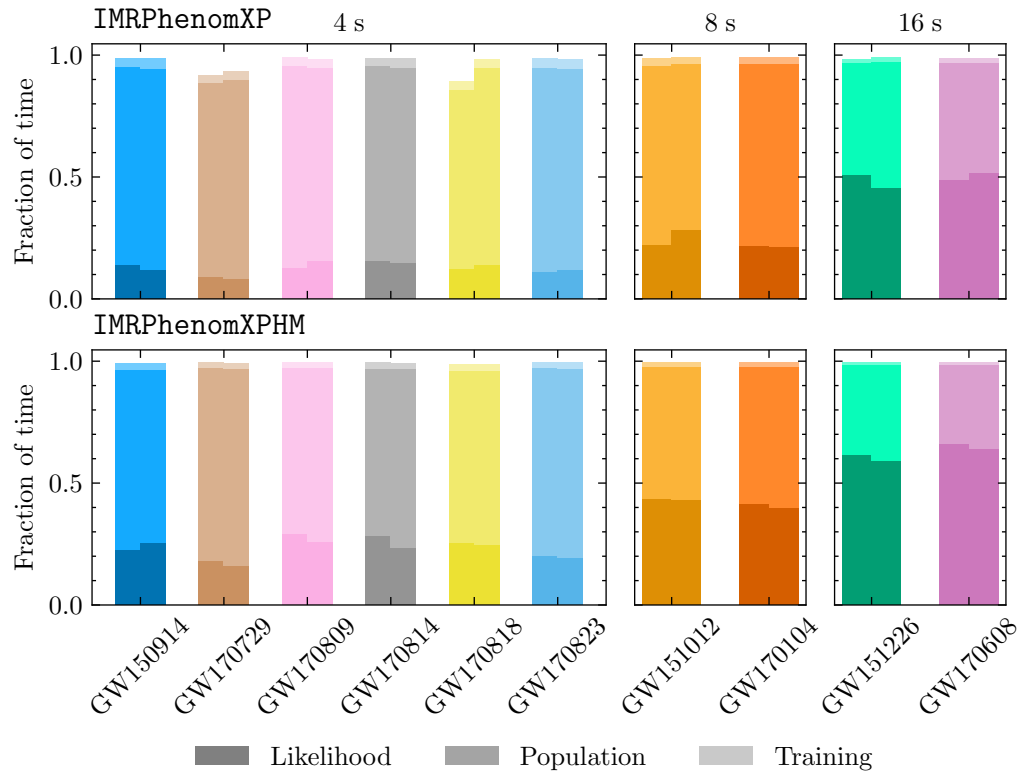 IMRPhenomXP
4 s
8 s
16 s
Fraction of time
1.0
0.5
0.0
IMRPhenomXPHM
Fraction of time
1.0
0.5
0.0
GW150914
GW170729
GW170809
GW170814
GW170818
GW170823
GW151012
GW170104
GW151226
GW170608
Likelihood
Population
Training